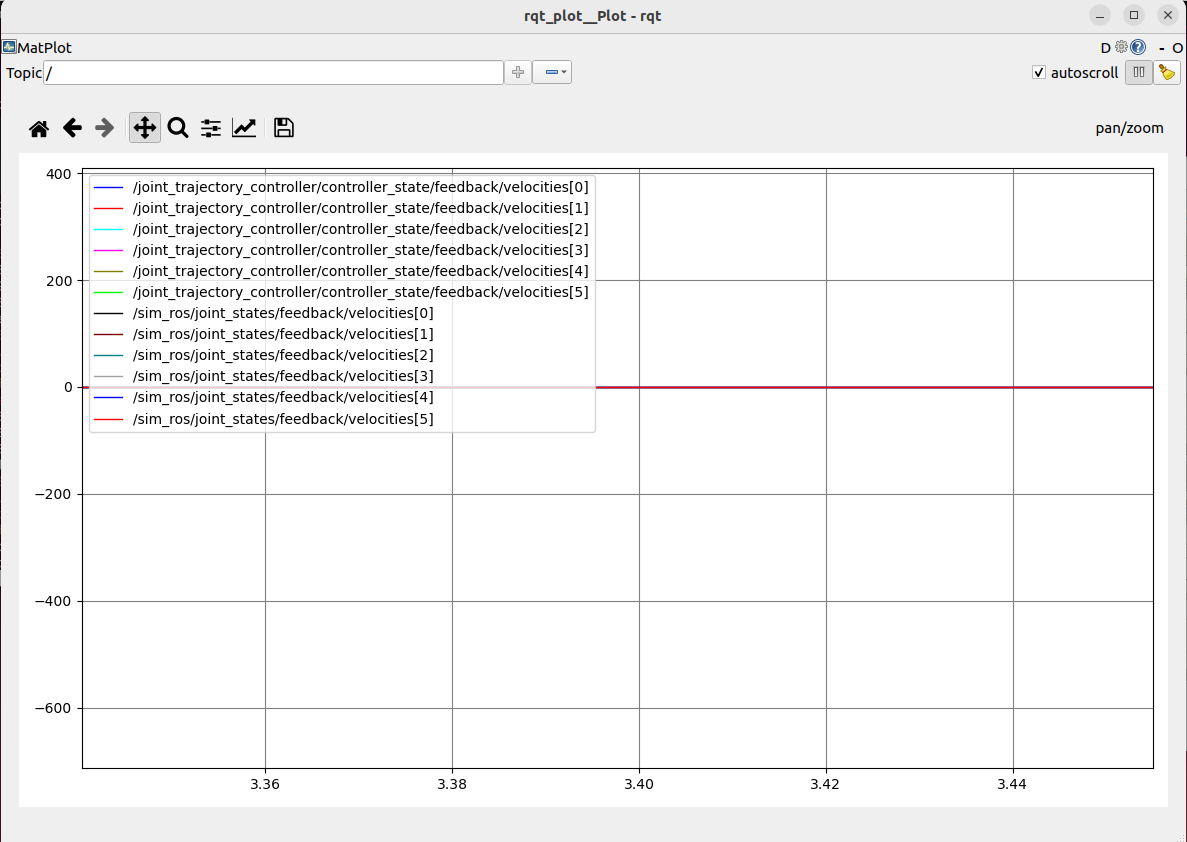 rqt_plot__Plot - rqt
MatPlot
D
- O
Topic /
autoscroll
pan/zoom
400
200
0
−200
−400
−600
/joint_trajectory_controller/controller_state/feedback/velocities[0]
/joint_trajectory_controller/controller_state/feedback/velocities[1]
/joint_trajectory_controller/controller_state/feedback/velocities[2]
/joint_trajectory_controller/controller_state/feedback/velocities[3]
/joint_trajectory_controller/controller_state/feedback/velocities[4]
/joint_trajectory_controller/controller_state/feedback/velocities[5]
/sim_ros/joint_states/feedback/velocities[0]
/sim_ros/joint_states/feedback/velocities[1]
/sim_ros/joint_states/feedback/velocities[2]
/sim_ros/joint_states/feedback/velocities[3]
/sim_ros/joint_states/feedback/velocities[4]
/sim_ros/joint_states/feedback/velocities[5]
3.36 3.38 3.40 3.42 3.44